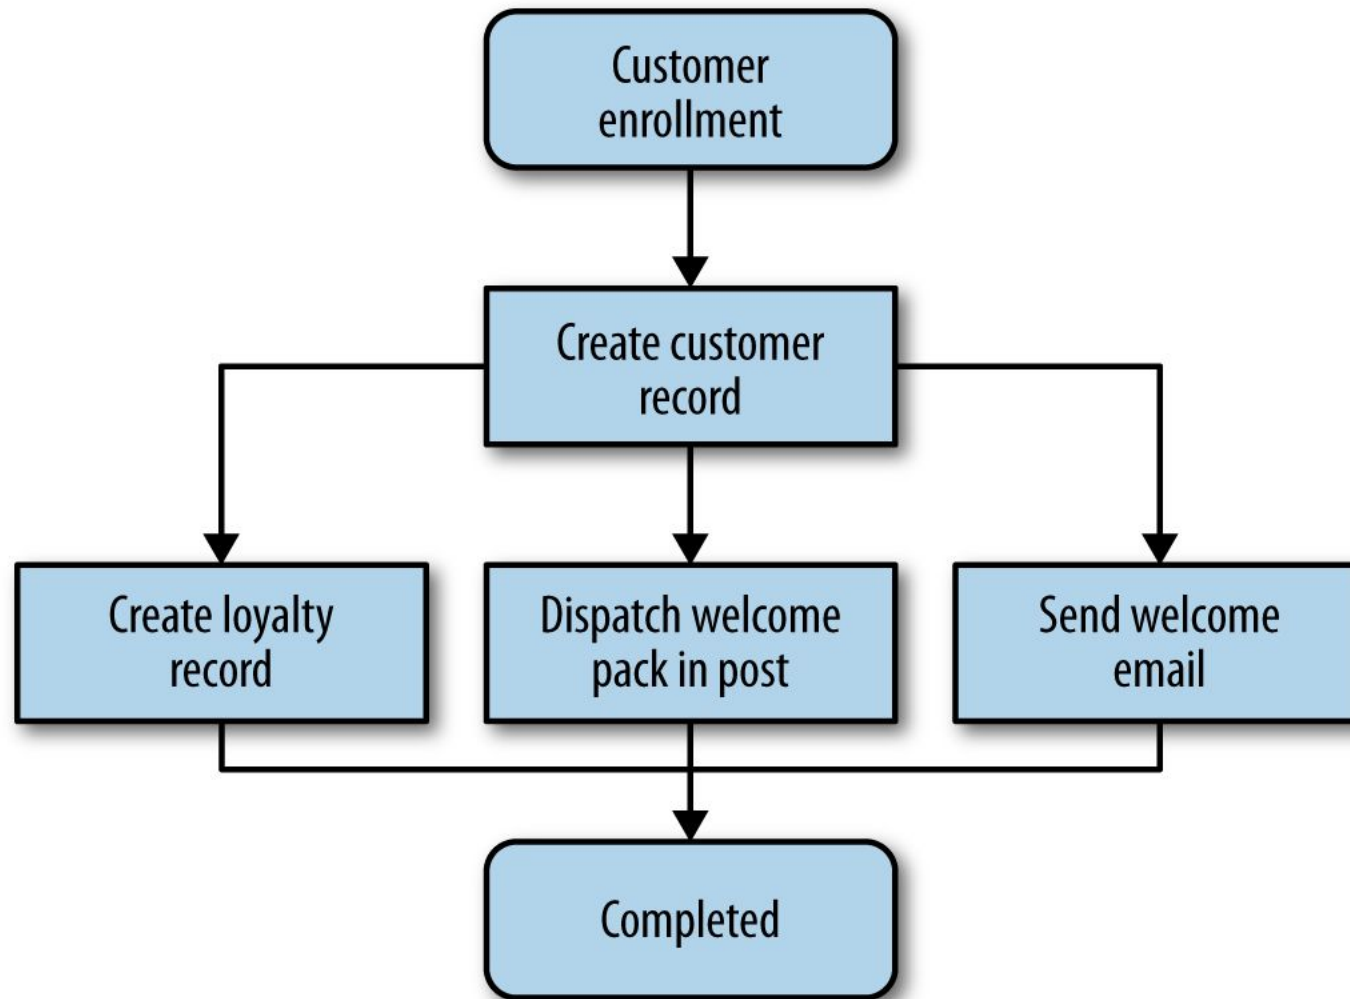 Customer
enrollment
Create customer
record
Create loyalty
record
Dispatch welcome
pack in post
Send welcome
email
Completed